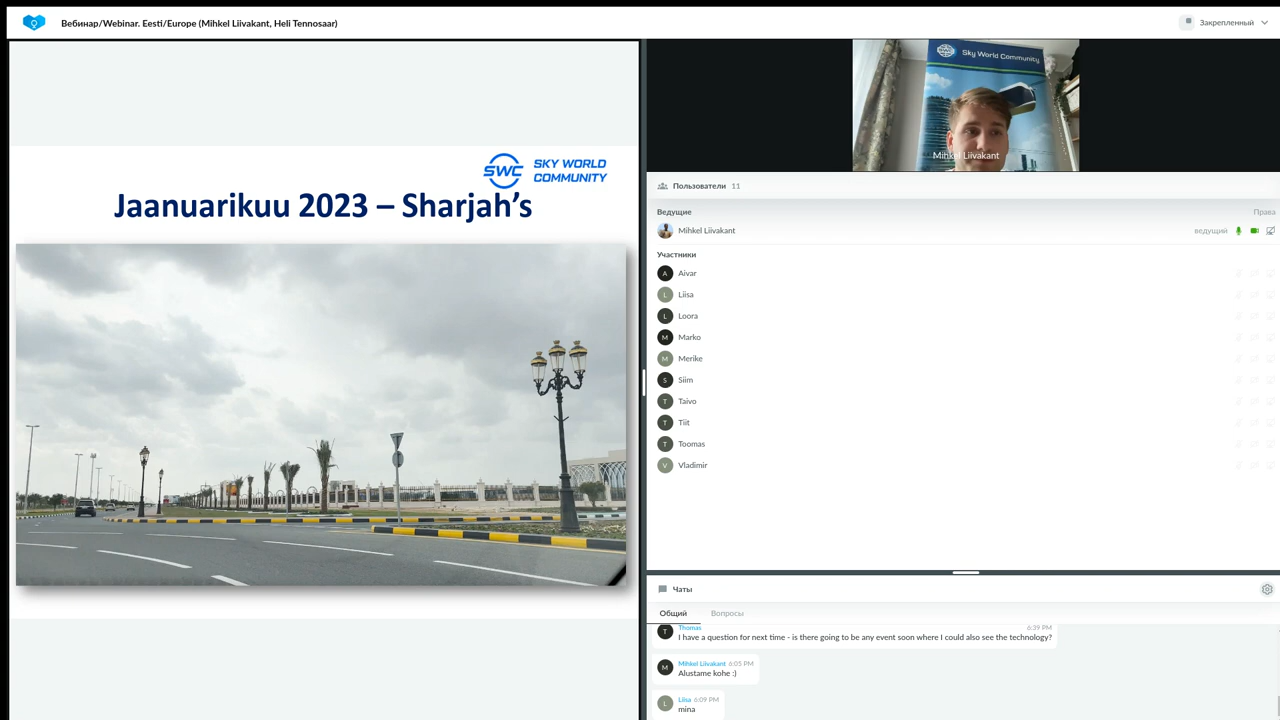 Вебинар/Webinar. Eesti/Europe (Mihkel Liivakant, Heli Tennosaar)
Закрепленный
SWC SKY WORLD
COMMUNITY
Jaanuarikuu 2023 – Sharjah’s
SWC Sky World Community
Mihkel Liivakant
Пользователи 11
Ведущие Права
Mihkel Liivakant ведущий
Участники
A Aivar
L Liisa
L Loora
M Marko
M Merike
S Siim
T Taivo
T Tiit
T Toomas
V Vladimir
Чаты
Общий Вопросы
T Thomas 6:39 PM
I have a question for next time - is there going to be any event soon where I could also see the technology?
M Mihkel Liivakant 6:05 PM
Alustame kohe :)
L Liisa 6:09 PM
mina